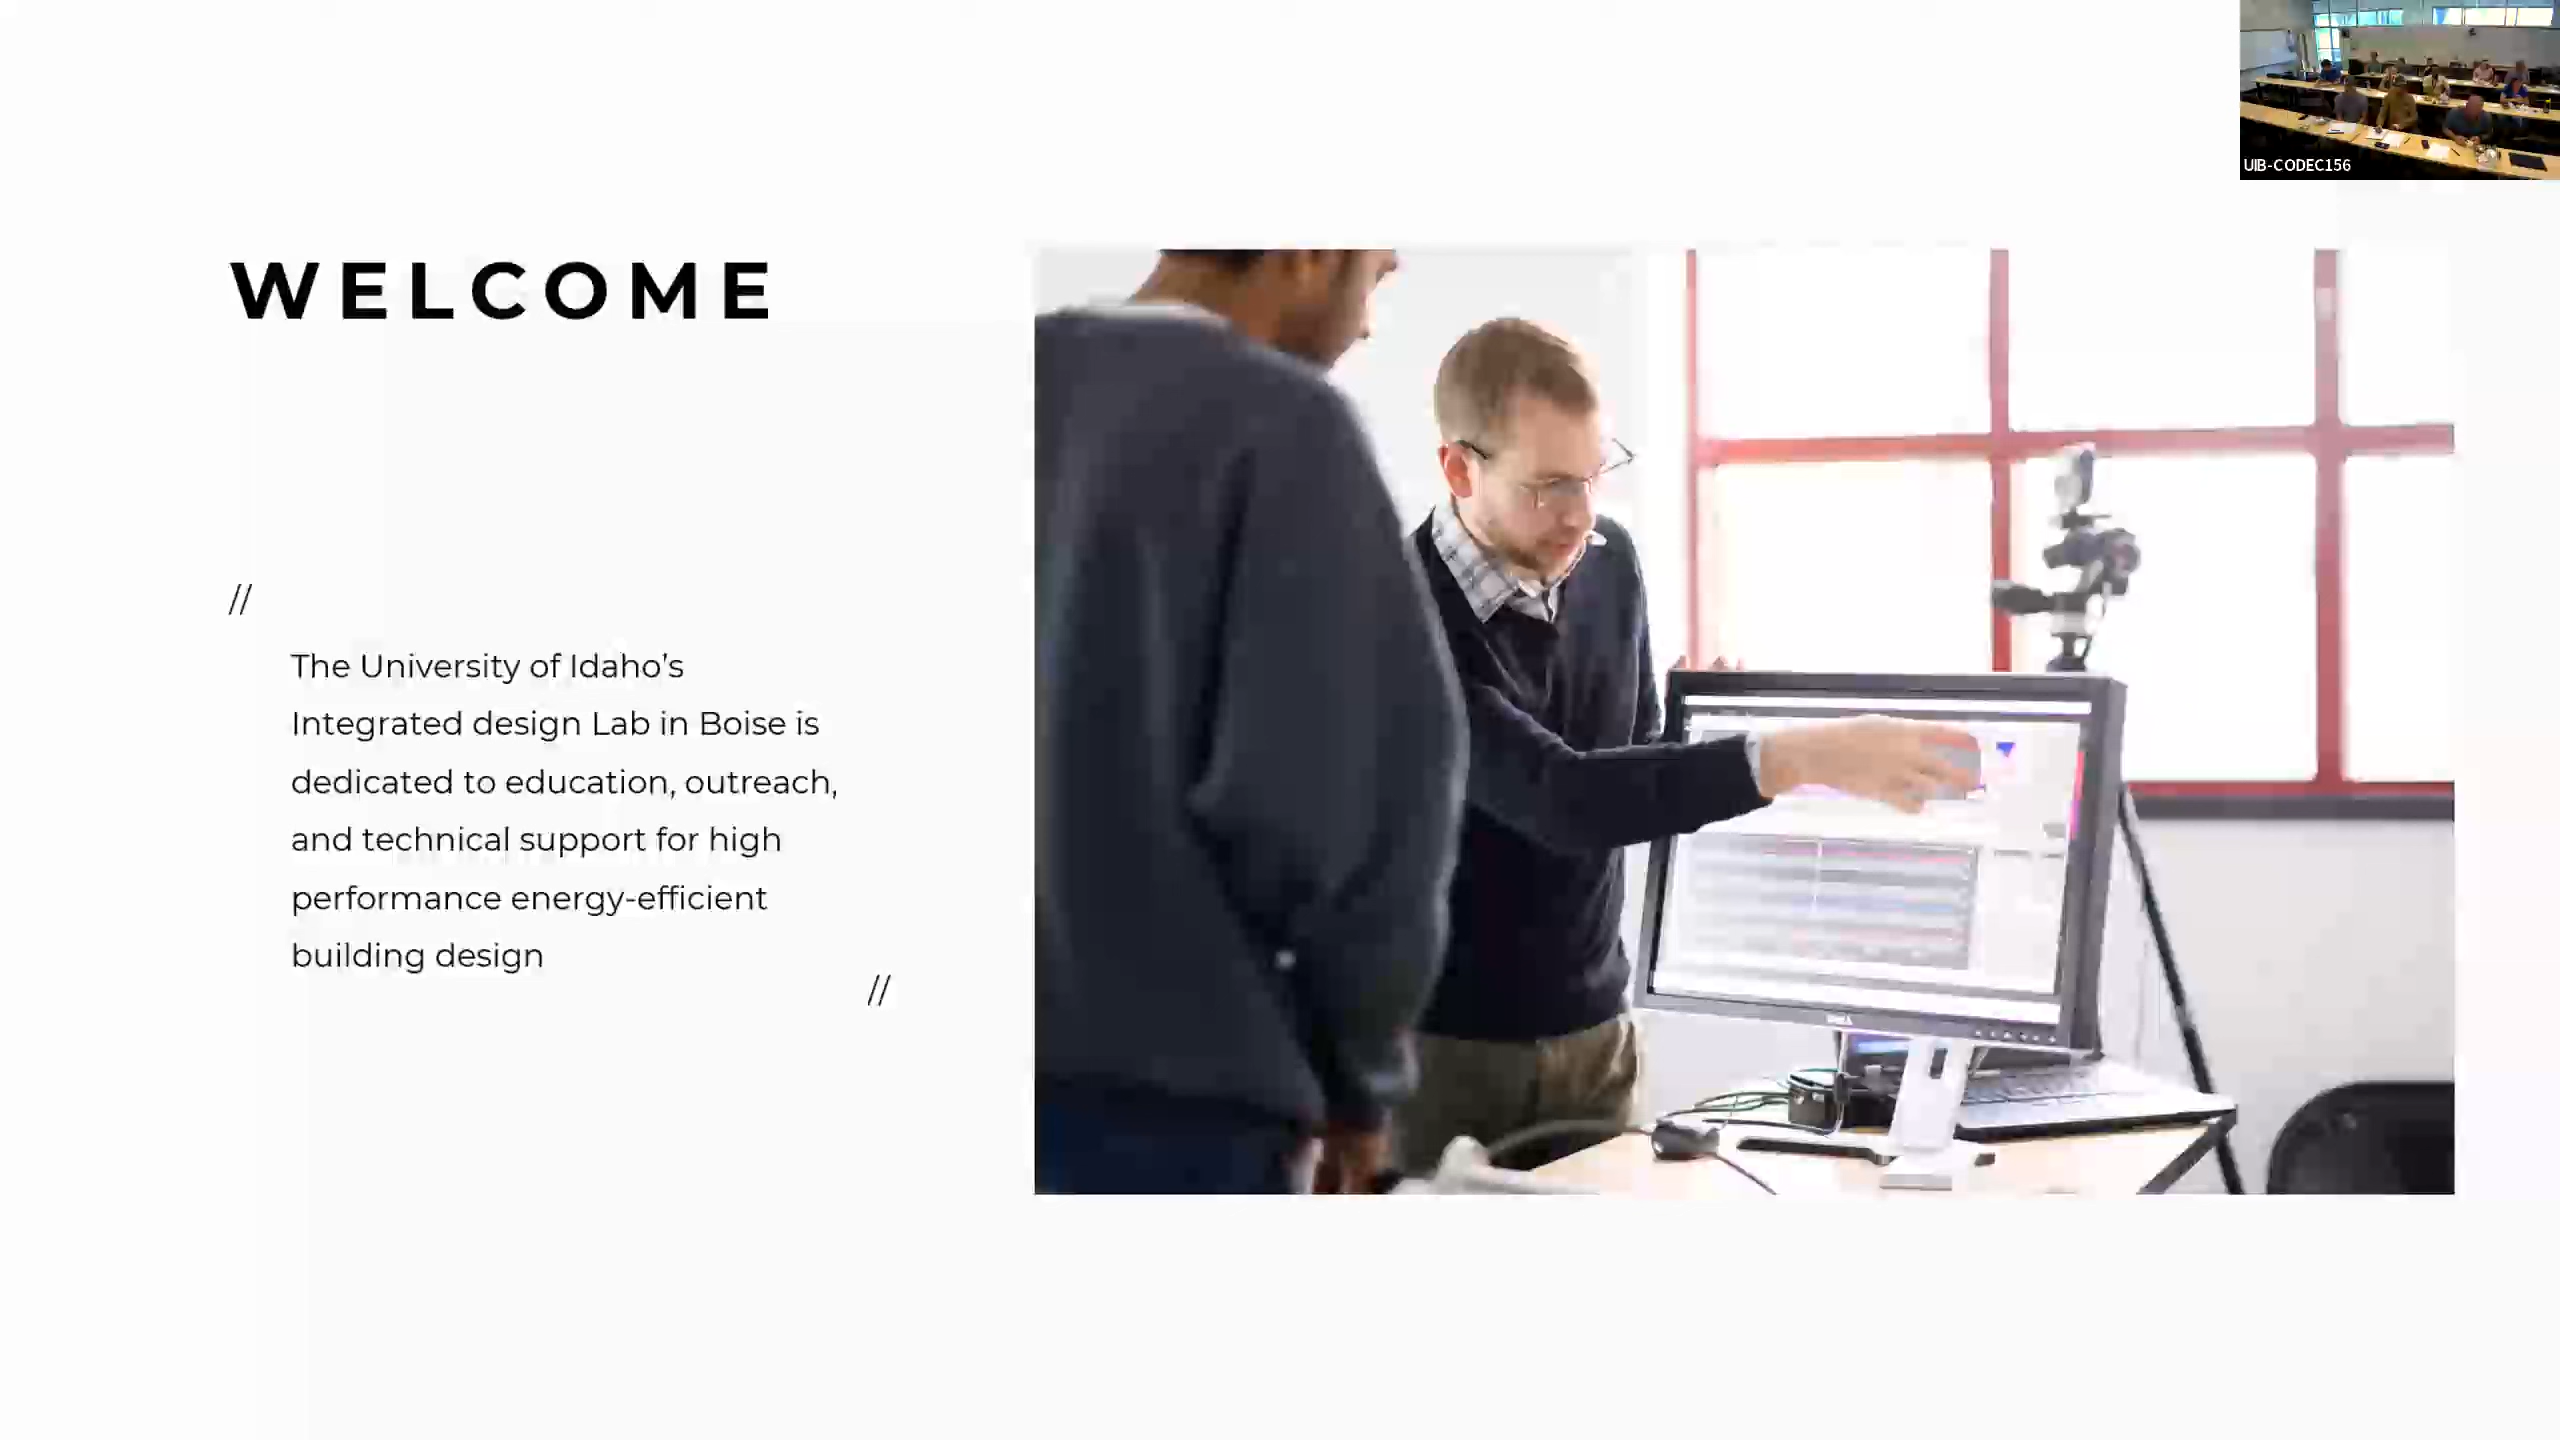 UIB-CODEC156
WELCOME
//
The University of Idaho’s
Integrated design Lab in Boise is
dedicated to education, outreach,
and technical support for high
performance energy-efficient
building design
//
DELL